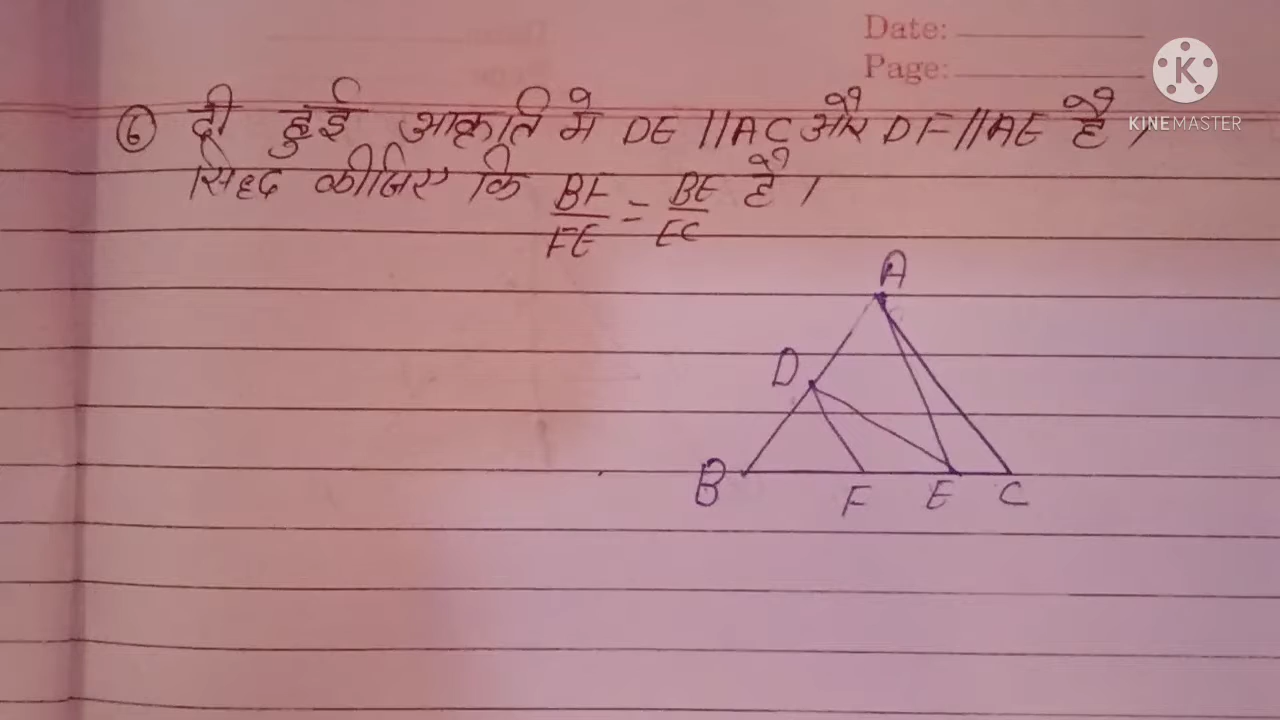 Date:
Page:
K
KINEMASTER
⑥ दी हुई आकृति मे DE || AC और DF || AE है ।
सिद्द कीजिए कि BF/FE = BE/EC है ।
A
D
B F E C